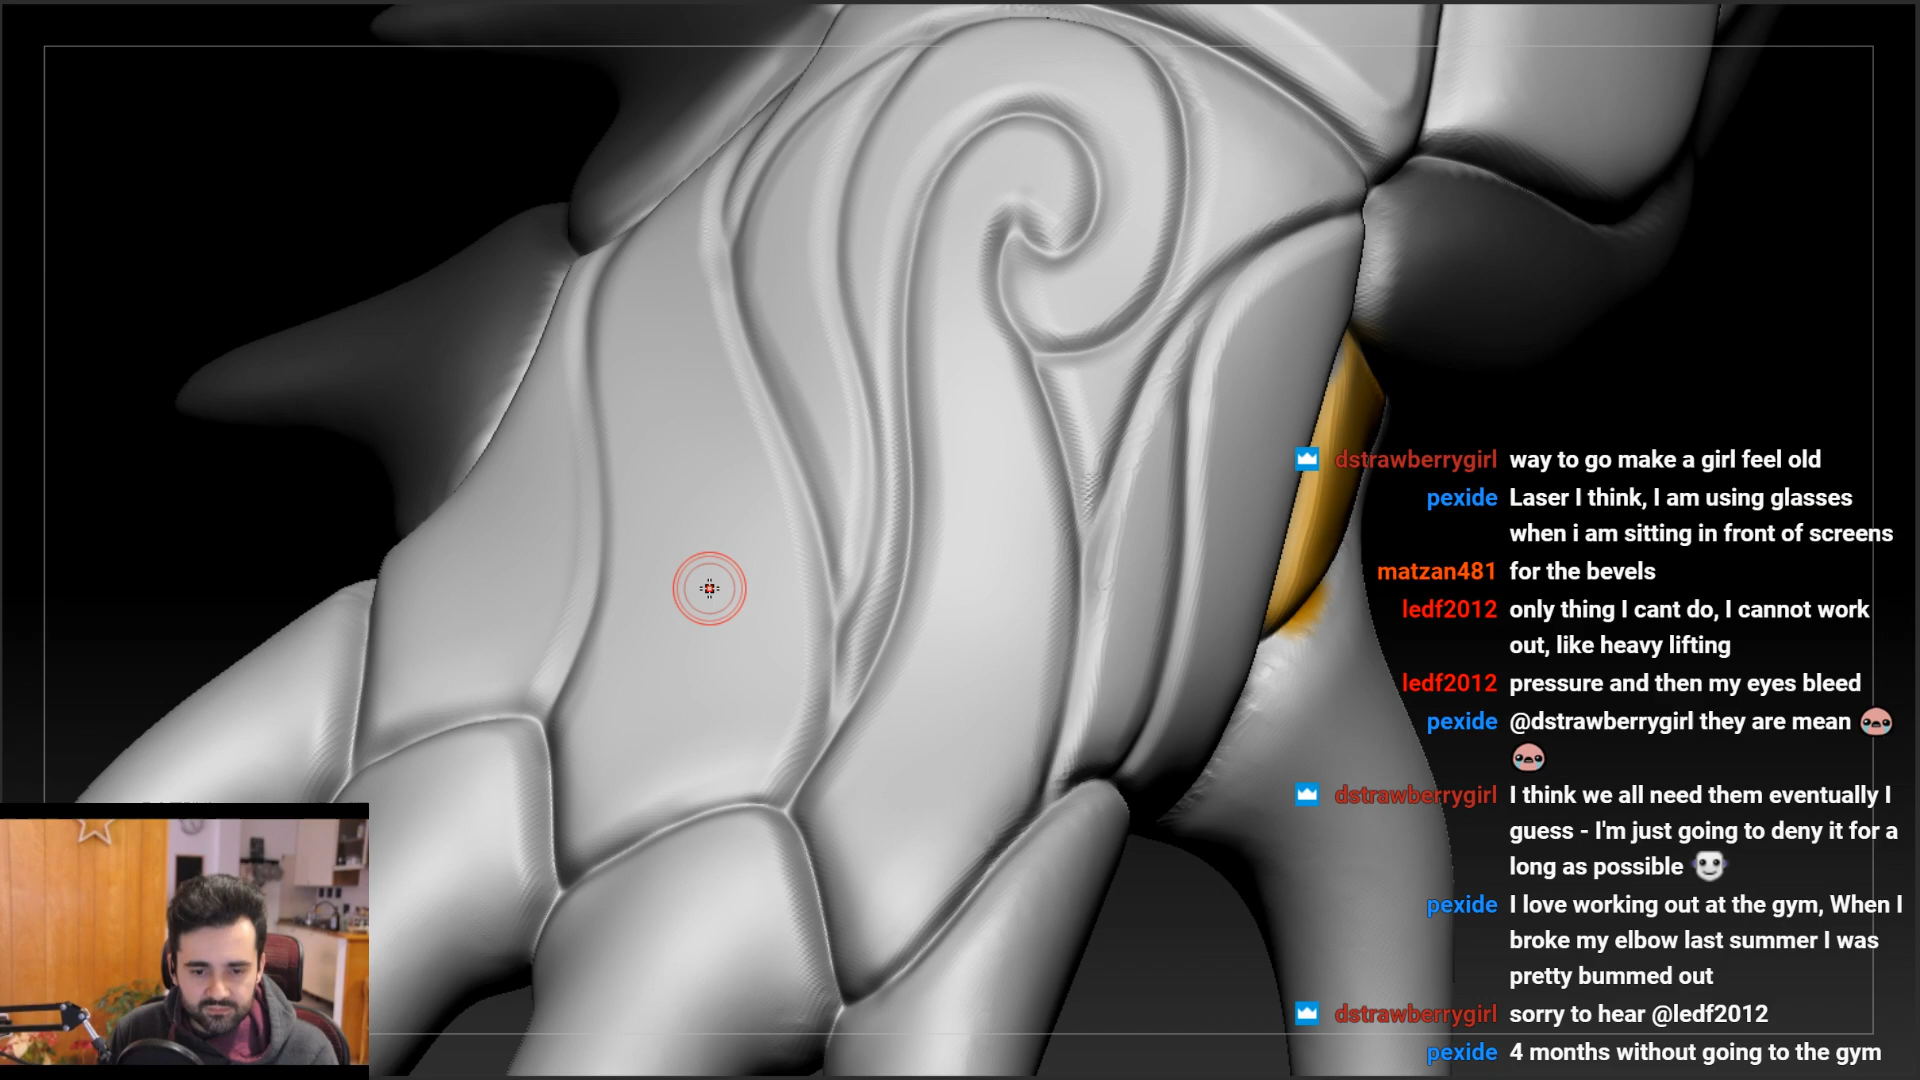 dstrawberrygirl way to go make a girl feel old
pexide Laser I think, I am using glasses
when i am sitting in front of screens
matzan481 for the bevels
ledf2012 only thing I cant do, I cannot work
out, like heavy lifting
ledf2012 pressure and then my eyes bleed
pexide @dstrawberrygirl they are mean
dstrawberrygirl I think we all need them eventually I
guess - I'm just going to deny it for a
long as possible
pexide I love working out at the gym, When I
broke my elbow last summer I was
pretty bummed out
dstrawberrygirl sorry to hear @ledf2012
pexide 4 months without going to the gym